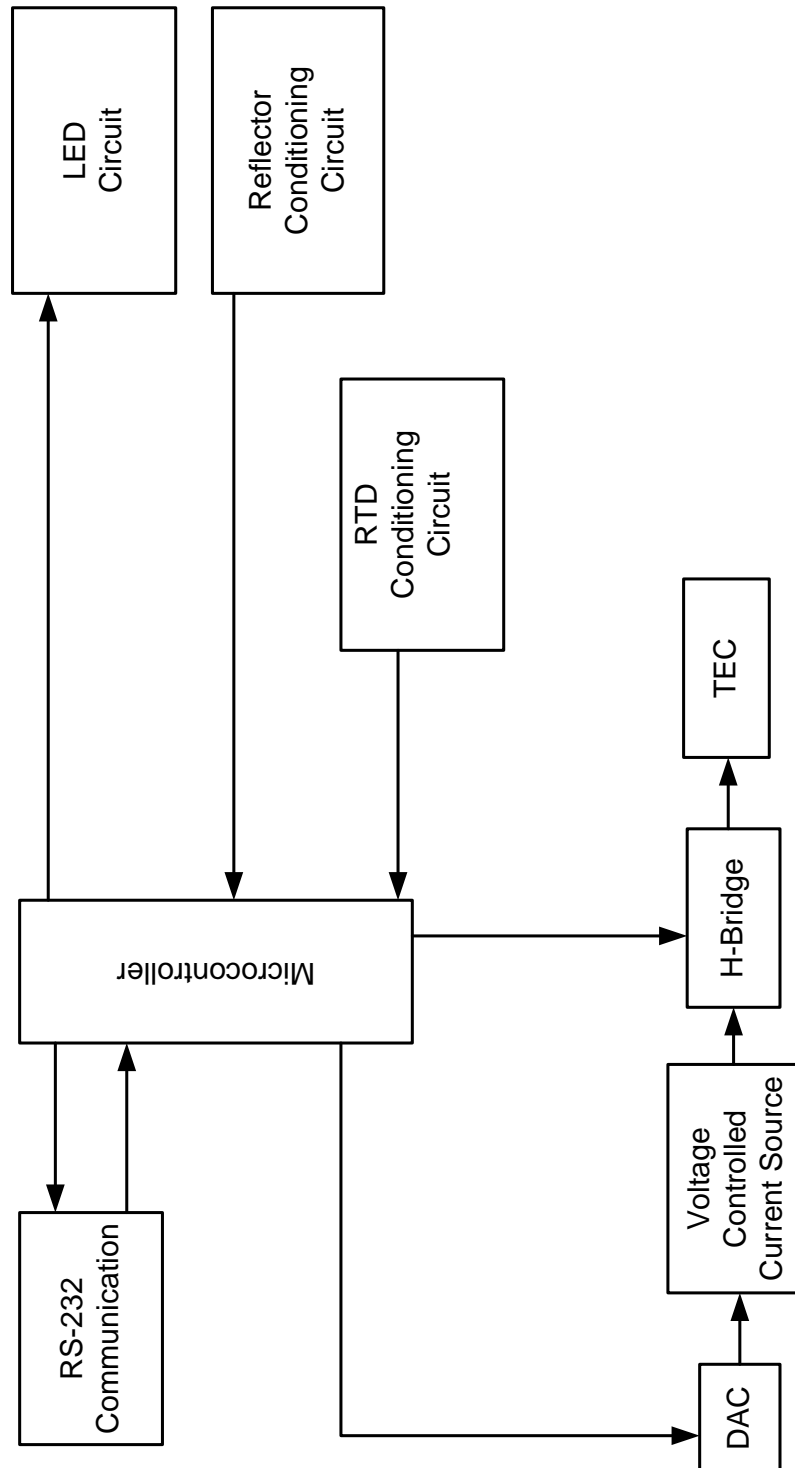 LED
Circuit
Reflector
Conditioning
Circuit
RTD
Conditioning
Circuit
TEC
Microcontroller
H-Bridge
RS-232
Communication
Voltage
Controlled
Current Source
DAC